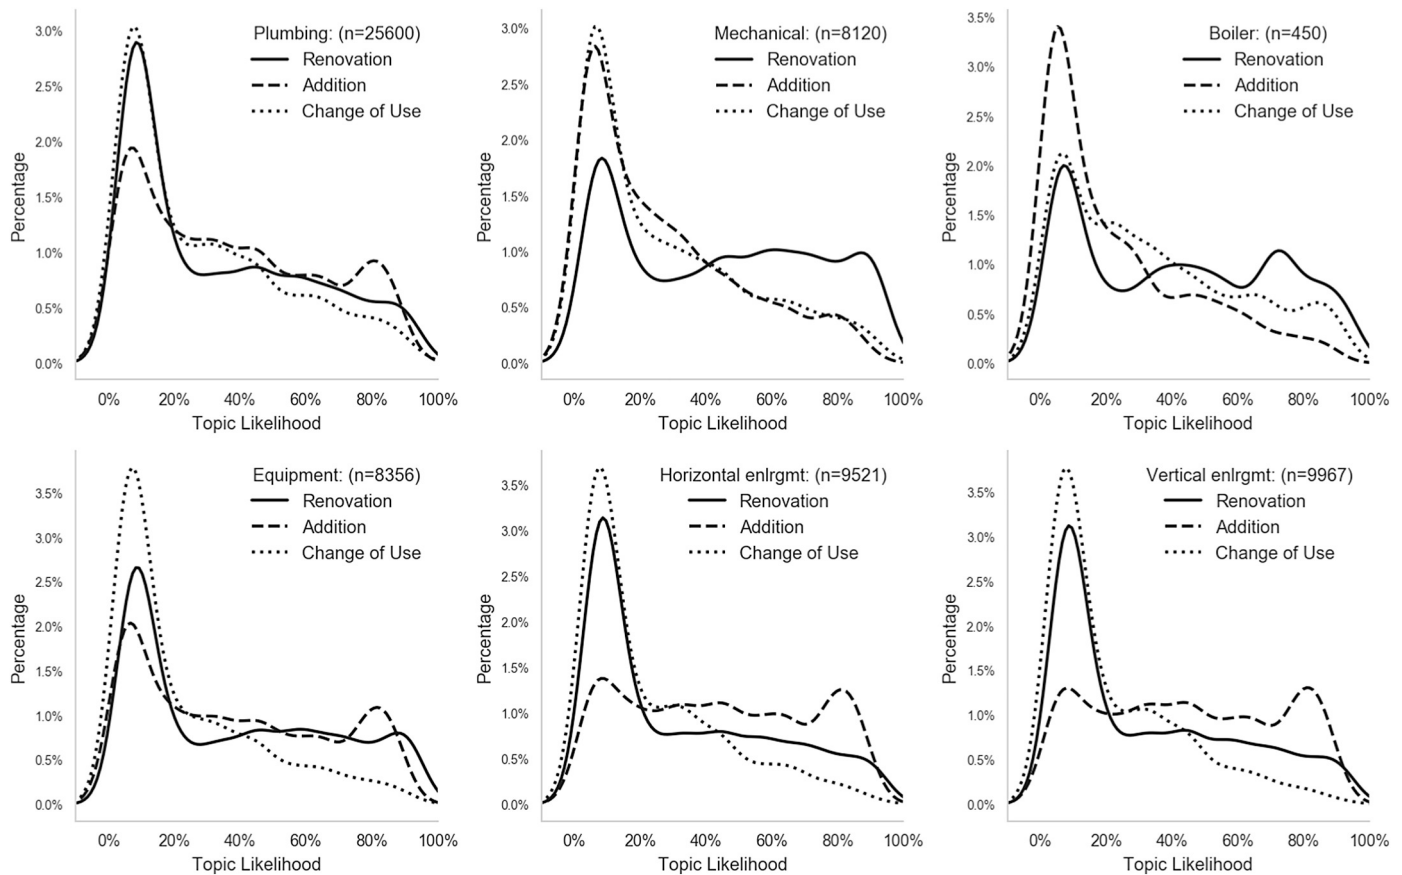 Plumbing: (n=25600)
Renovation
Addition
Change of Use
3.0%
2.5%
2.0%
1.5%
1.0%
0.5%
0.0%
Percentage
0% 20% 40% 60% 80% 100%
Topic Likelihood
Mechanical: (n=8120)
Renovation
Addition
Change of Use
3.0%
2.5%
2.0%
1.5%
1.0%
0.5%
0.0%
Percentage
0% 20% 40% 60% 80% 100%
Topic Likelihood
Boiler: (n=450)
Renovation
Addition
Change of Use
3.5%
3.0%
2.5%
2.0%
1.5%
1.0%
0.5%
0.0%
Percentage
0% 20% 40% 60% 80% 100%
Topic Likelihood
Equipment: (n=8356)
Renovation
Addition
Change of Use
3.5%
3.0%
2.5%
2.0%
1.5%
1.0%
0.5%
0.0%
Percentage
0% 20% 40% 60% 80% 100%
Topic Likelihood
Horizontal enlrgmt: (n=9521)
Renovation
Addition
Change of Use
3.5%
3.0%
2.5%
2.0%
1.5%
1.0%
0.5%
0.0%
Percentage
0% 20% 40% 60% 80% 100%
Topic Likelihood
Vertical enlrgmt: (n=9967)
Renovation
Addition
Change of Use
3.5%
3.0%
2.5%
2.0%
1.5%
1.0%
0.5%
0.0%
Percentage
0% 20% 40% 60% 80% 100%
Topic Likelihood